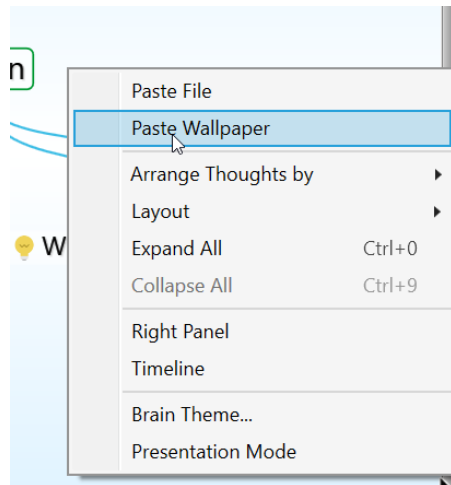 n
Paste File
Paste Wallpaper
Arrange Thoughts by
Layout
W
Expand All Ctrl+0
Collapse All Ctrl+9
Right Panel
Timeline
Brain Theme...
Presentation Mode